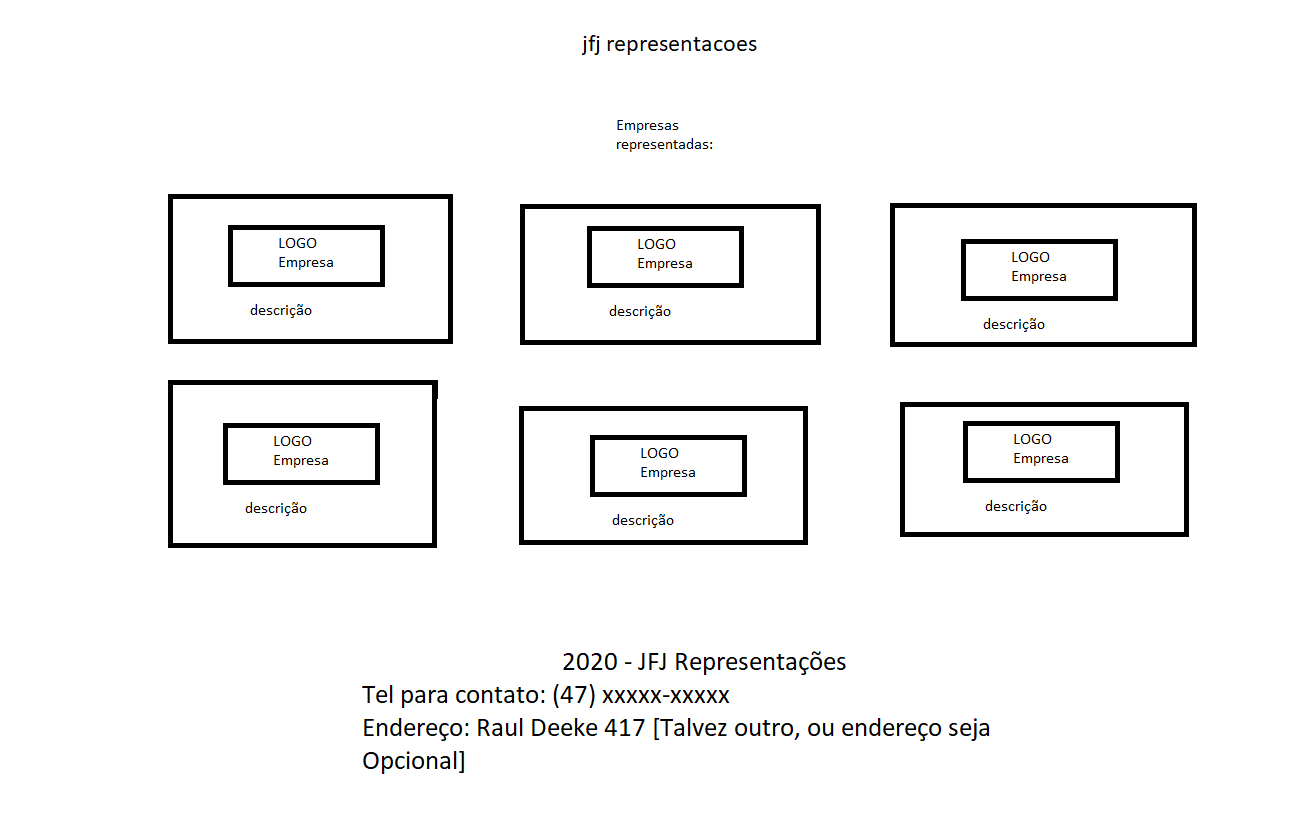 jfj representacoes
Empresas
representadas:
LOGO
Empresa
descrição
LOGO
Empresa
descrição
LOGO
Empresa
descrição
LOGO
Empresa
descrição
LOGO
Empresa
descrição
LOGO
Empresa
descrição
2020 - JFJ Representações
Tel para contato: (47) xxxxx-xxxxx
Endereço: Raul Deeke 417 [Talvez outro, ou endereço seja
Opcional]